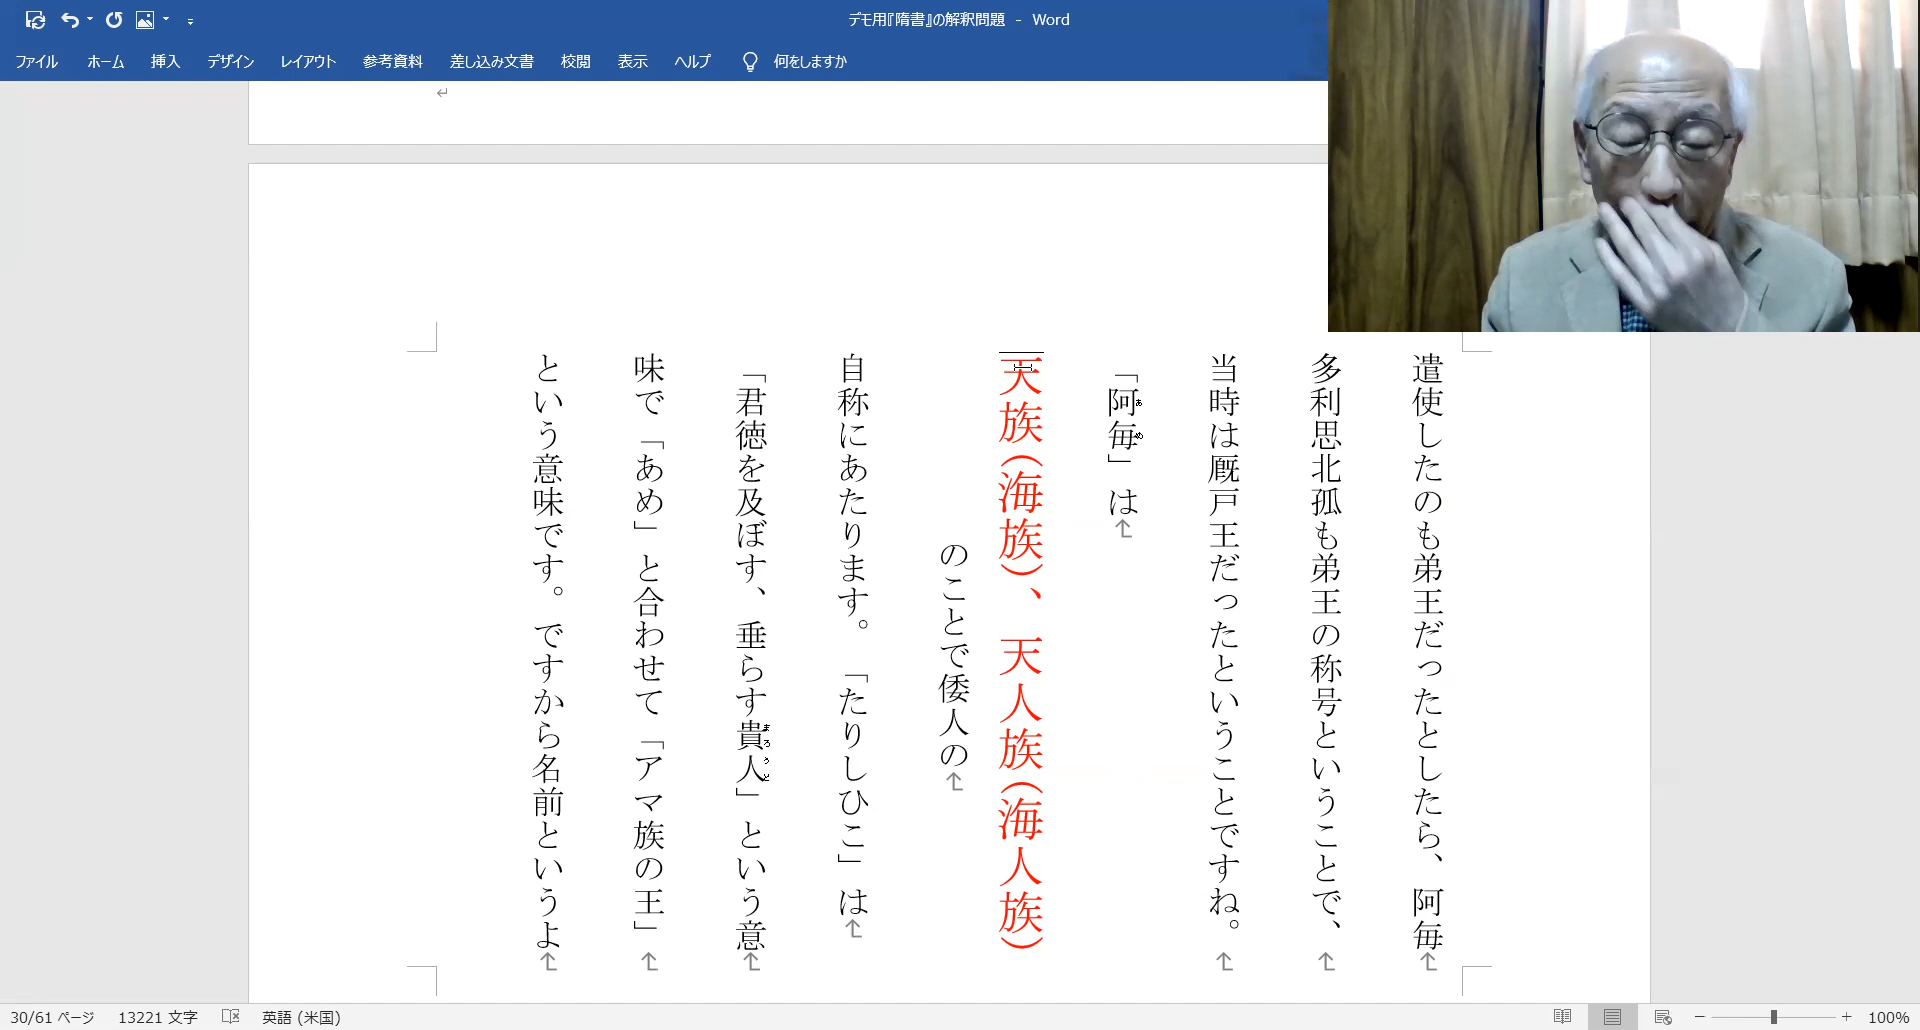 デモ用『隋書』の解釈問題 - Word
ファイル ホーム 挿入 デザイン レイアウト 参考資料 差し込み文書 校閲 表示 ヘルプ 何をしますか
遣使したのも弟王だったとしたら、阿毎
多利思北孤も弟王の称号ということで、
当時は厩戸王だったということですね。
「阿毎」は
あめ
天族（海族）、天人族（海人族）
のことで倭人の
自称にあたります。「たりしひこ」は
「君徳を及ぼす、垂らす貴人」という意
まろうと
味で「あめ」と合わせて「アマ族の王」
という意味です。ですから名前というよ
30/61 ページ 13221 文字 英語 (米国) 100%